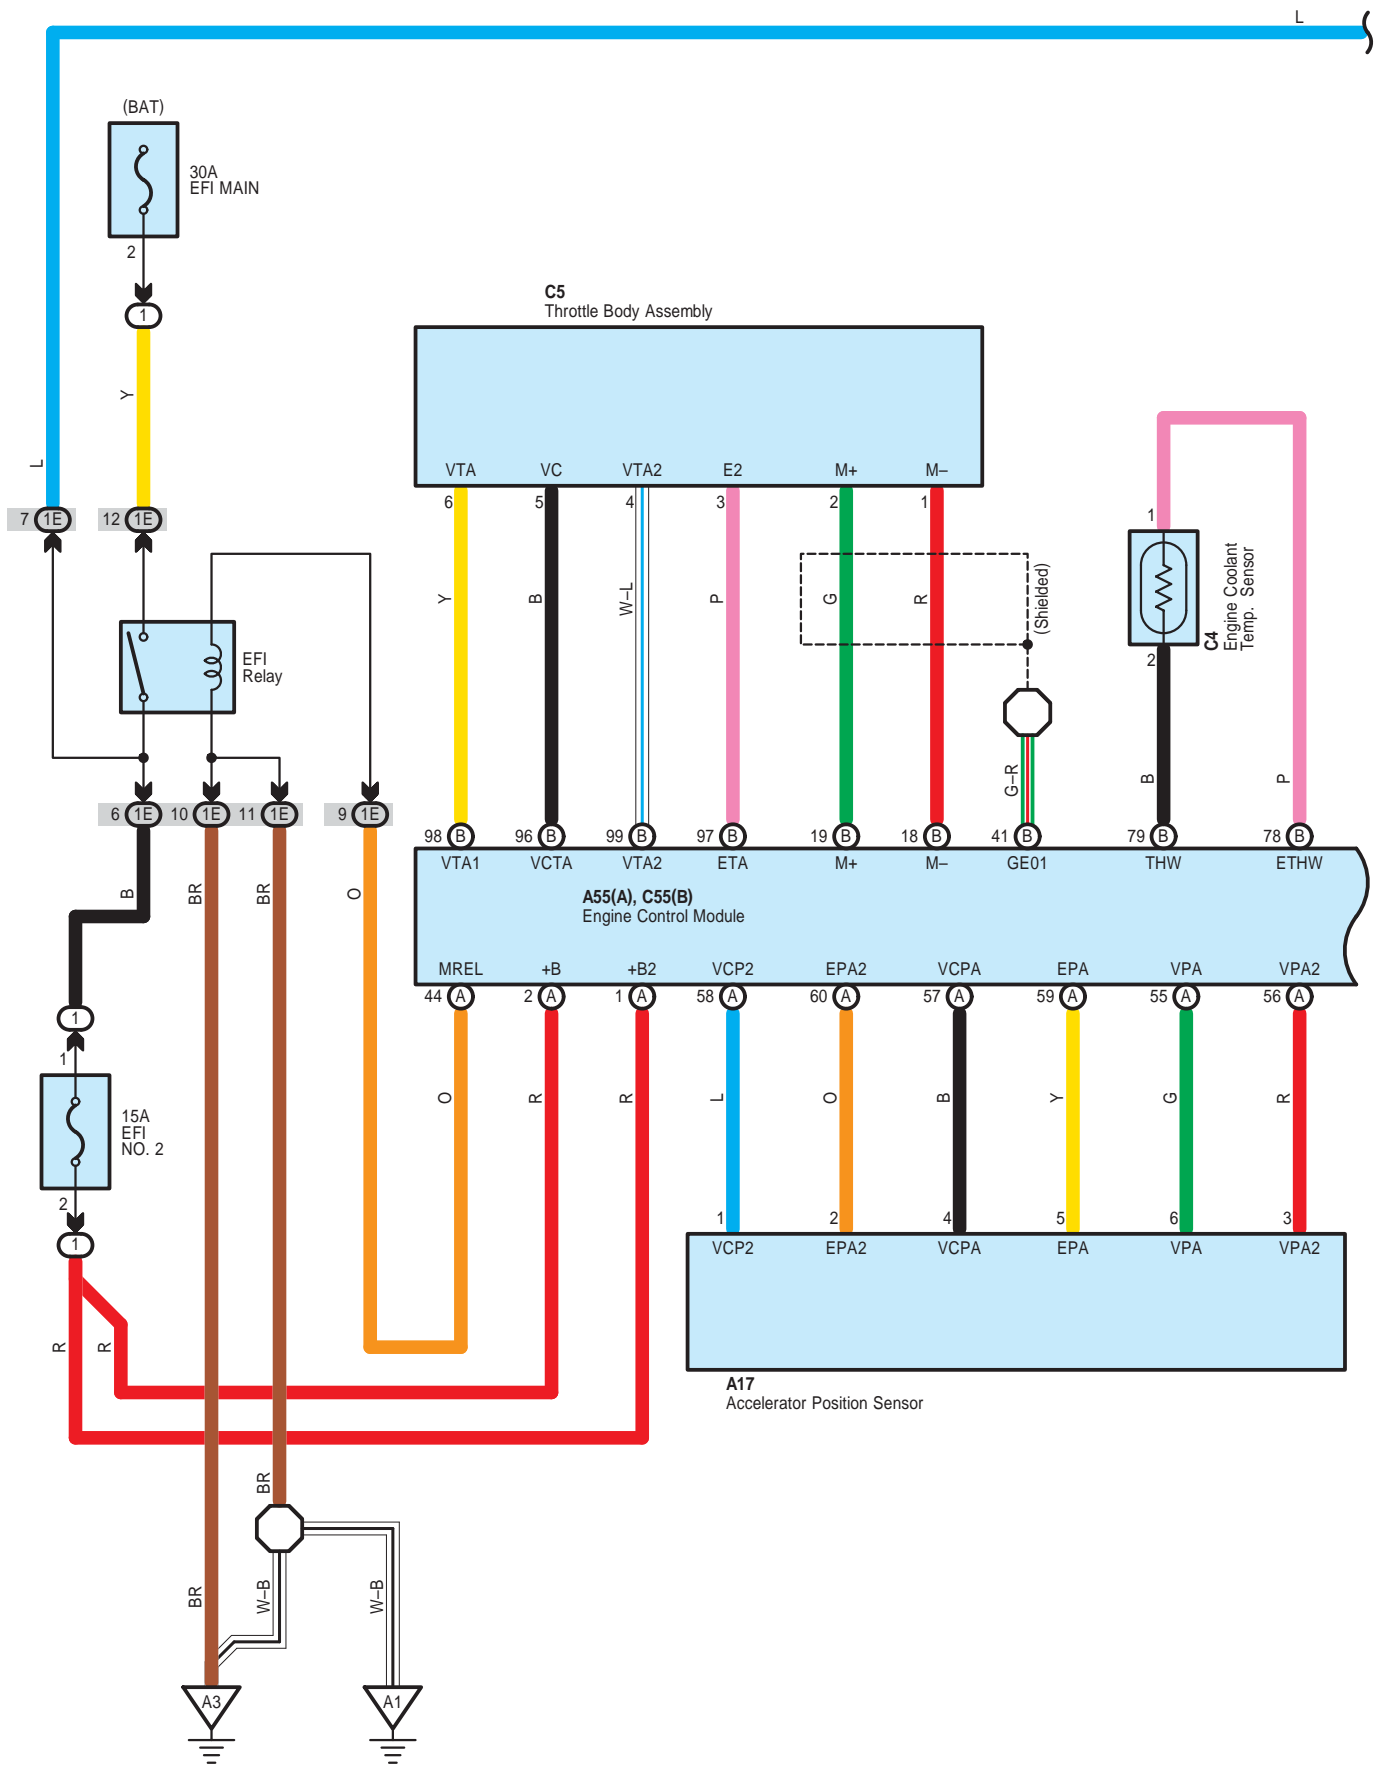 L
(BAT)
30A
EFI MAIN
2
1
Y
L
7 1E
12 1E
C5
Throttle Body Assembly
VTA VC VTA2 E2 M+ M–
6 5 4 3 2 1
Y B W–L P G R
(Shielded)
G–R
1
C4
Engine Coolant
Temp. Sensor
2
B P
EFI
Relay
6 1E 10 1E 11 1E 9 1E
98 B 96 B 99 B 97 B 19 B 18 B 41 B 79 B 78 B
VTA1 VCTA VTA2 ETA M+ M– GE01 THW ETHW
A55(A), C55(B)
Engine Control Module
MREL +B +B2 VCP2 EPA2 VCPA EPA VPA VPA2
44 A 2 A 1 A 58 A 60 A 57 A 59 A 55 A 56 A
B BR BR O
1
1
15A
EFI
NO. 2
2
1
O R R L O B Y G R
1 2 4 5 6 3
VCP2 EPA2 VCPA EPA VPA VPA2
A17
Accelerator Position Sensor
R R
BR
BR W–B W–B
A3 A1